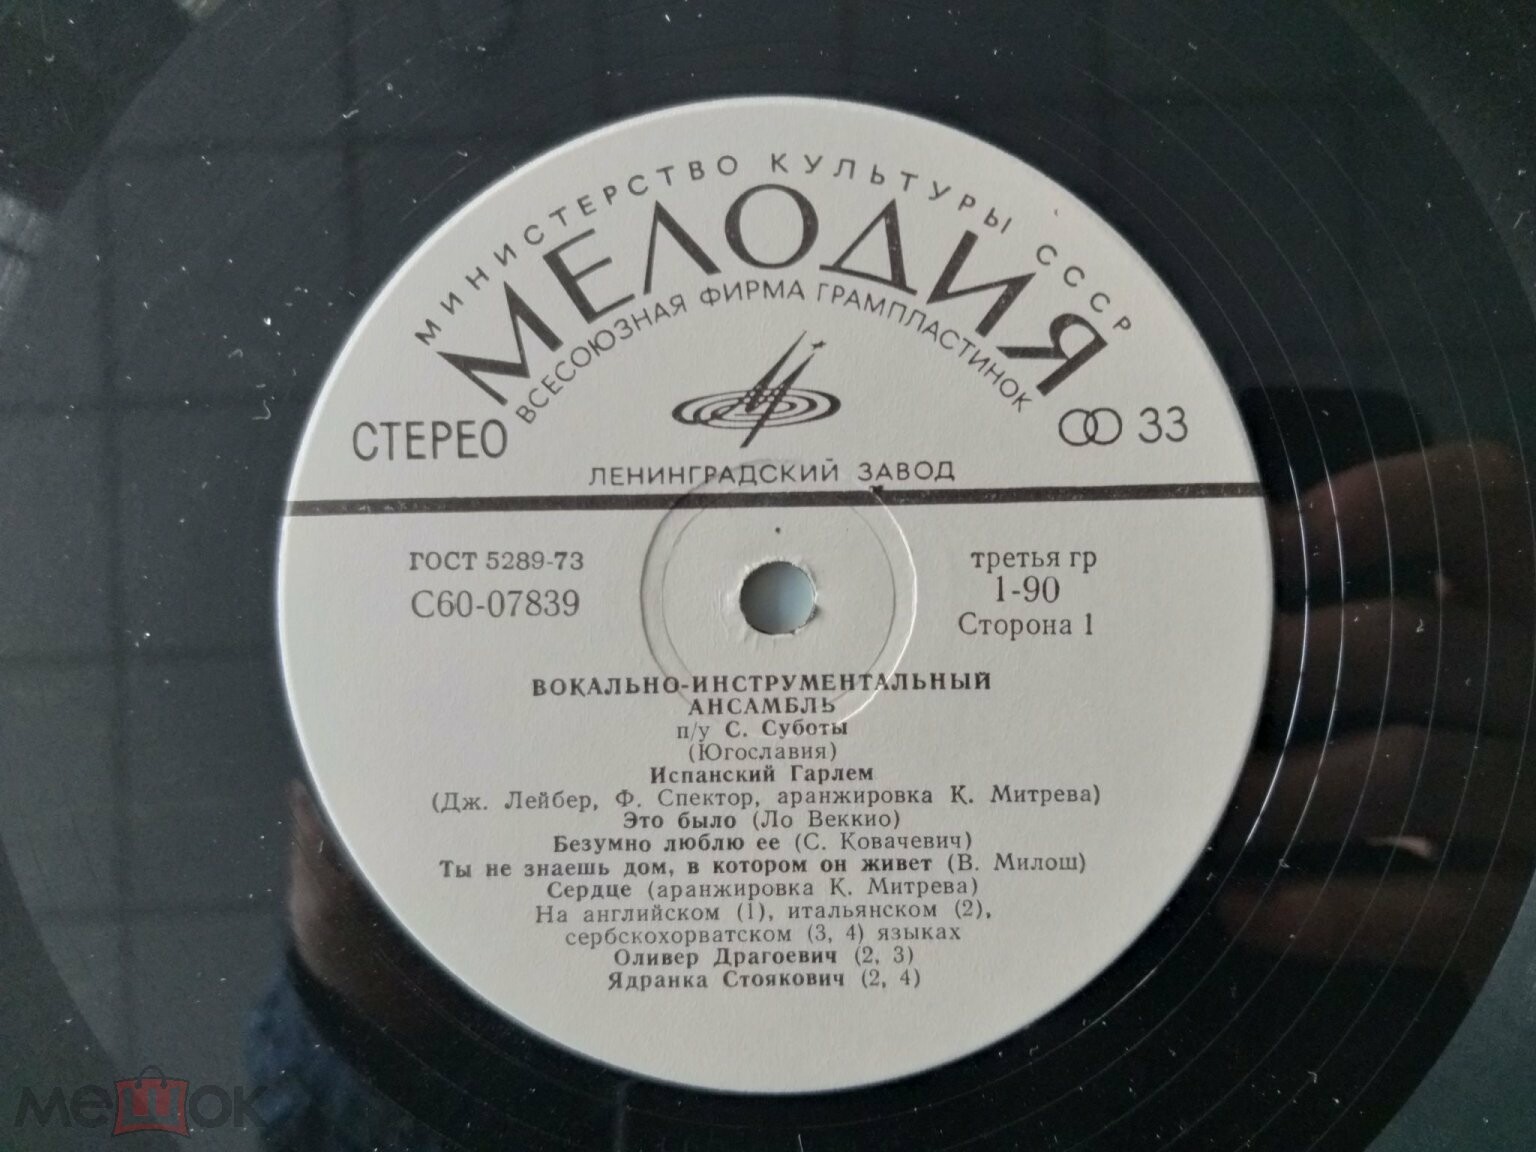 МИНИСТЕРСТВО КУЛЬТУРЫ СССР
МЕЛОДИЯ
ВСЕСОЮЗНАЯ ФИРМА ГРАМПЛАСТИНОК
СТЕРЕО
33
ЛЕНИНГРАДСКИЙ ЗАВОД
ГОСТ 5289-73
третья гр
С60-07839
1-90
Сторона 1
ВОКАЛЬНО-ИНСТРУМЕНТАЛЬНЫЙ
АНСАМБЛЬ
п/у С. Суботы
(Югославия)
Испанский Гарлем
(Дж. Лейбер, Ф. Спектор, аранжировка К. Митрева)
Это было (Ло Веккио)
Безумно люблю ее (С. Ковачевич)
Ты не знаешь дом, в котором он живет (В. Милош)
Сердце (аранжировка К. Митрева)
На английском (1), итальянском (2),
сербскохорватском (3, 4) языках
Оливер Драгоевич (2, 3)
Ядранка Стоякович (2, 4)
мешок